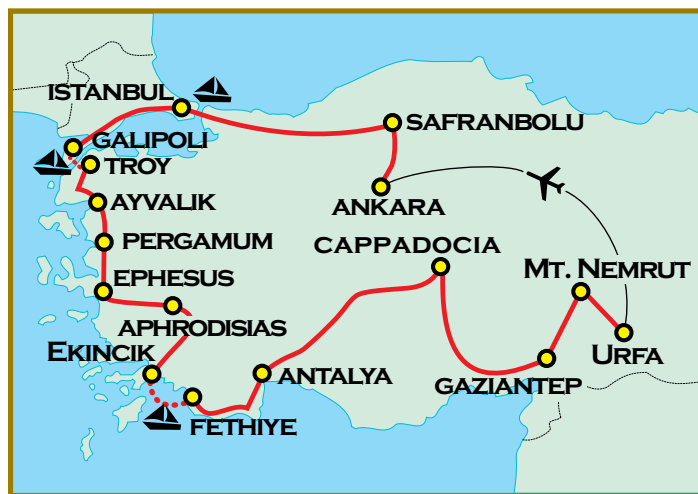 ISTANBUL
GALIPOLI
SAFRANBOLU
TROY
ANKARA
AYVALIK
PERGAMUM
CAPPADOCIA
MT. NEMRUT
EPHESUS
APHRODISIAS
EKINCIK
URFA
ANTALYA
GAZIANTEP
FETHIYE